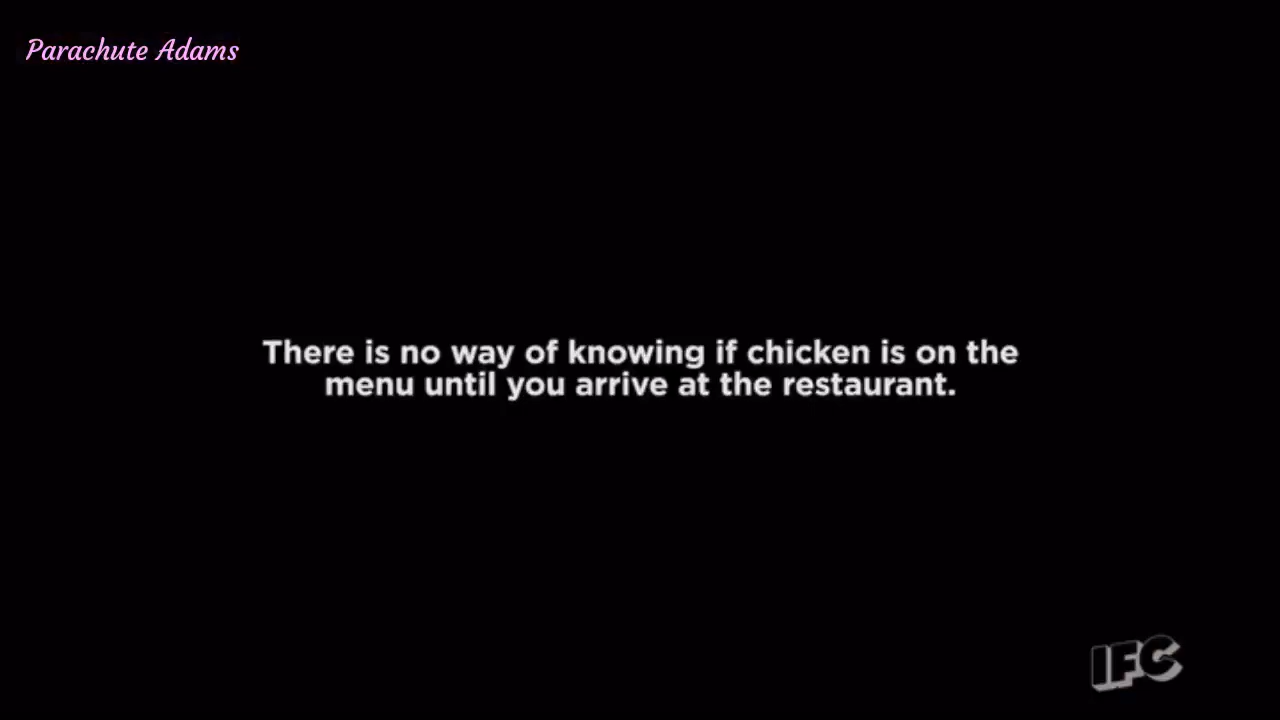 Parachute Adams
There is no way of knowing if chicken is on the
menu until you arrive at the restaurant.
IFC